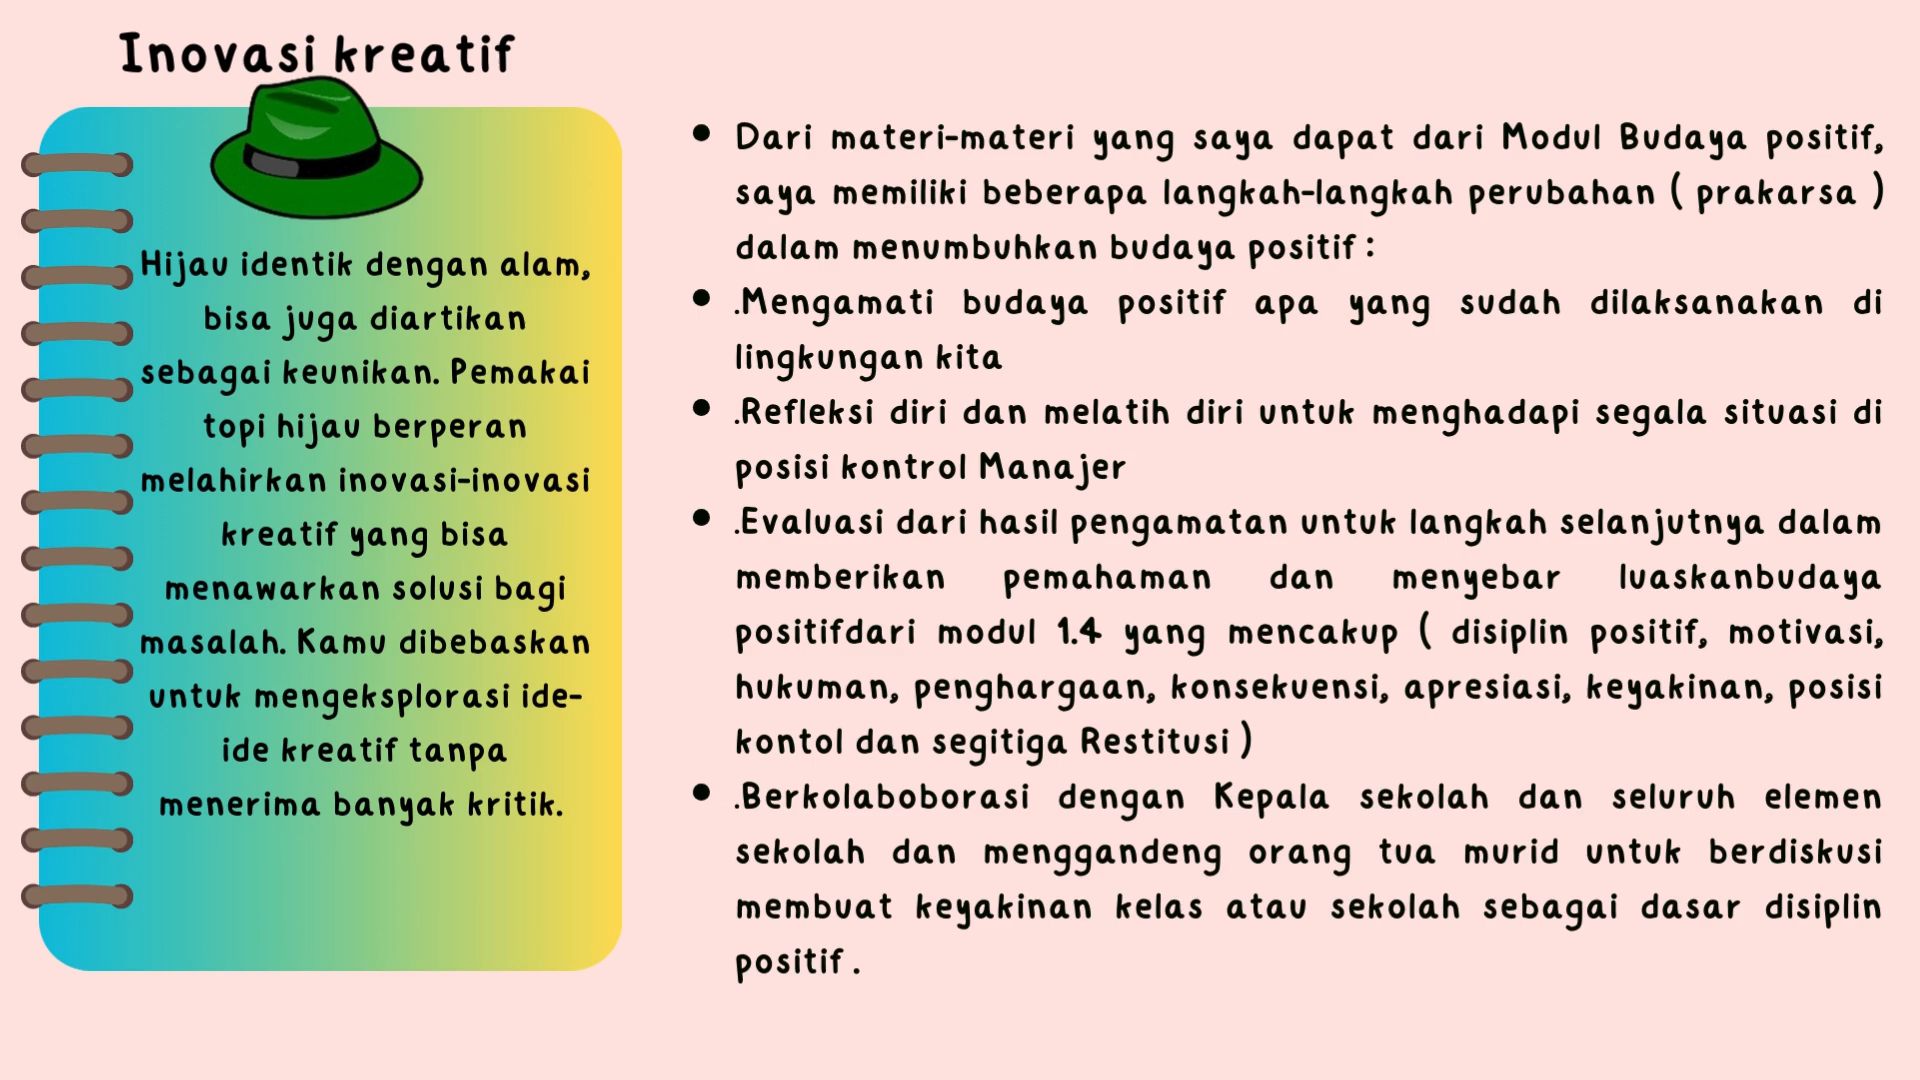 Inovasi kreatif
Hijau identik dengan alam,
bisa juga diartikan
sebagai keunikan. Pemakai
topi hijau berperan
melahirkan inovasi-inovasi
kreatif yang bisa
menawarkan solusi bagi
masalah. Kamu dibebaskan
untuk mengeksplorasi ide-
ide kreatif tanpa
menerima banyak kritik.
• Dari materi-materi yang saya dapat dari Modul Budaya positif,
saya memiliki beberapa langkah-langkah perubahan ( prakarsa )
dalam menumbuhkan budaya positif :
• .Mengamati budaya positif apa yang sudah dilaksanakan di
lingkungan kita
• .Refleksi diri dan melatih diri untuk menghadapi segala situasi di
posisi kontrol Manajer
• .Evaluasi dari hasil pengamatan untuk langkah selanjutnya dalam
memberikan pemahaman dan menyebar luaskanbudaya
positifdari modul 1.4 yang mencakup ( disiplin positif, motivasi,
hukuman, penghargaan, konsekuensi, apresiasi, keyakinan, posisi
kontol dan segitiga Restitusi )
• .Berkolaboborasi dengan Kepala sekolah dan seluruh elemen
sekolah dan menggandeng orang tua murid untuk berdiskusi
membuat keyakinan kelas atau sekolah sebagai dasar disiplin
positif .